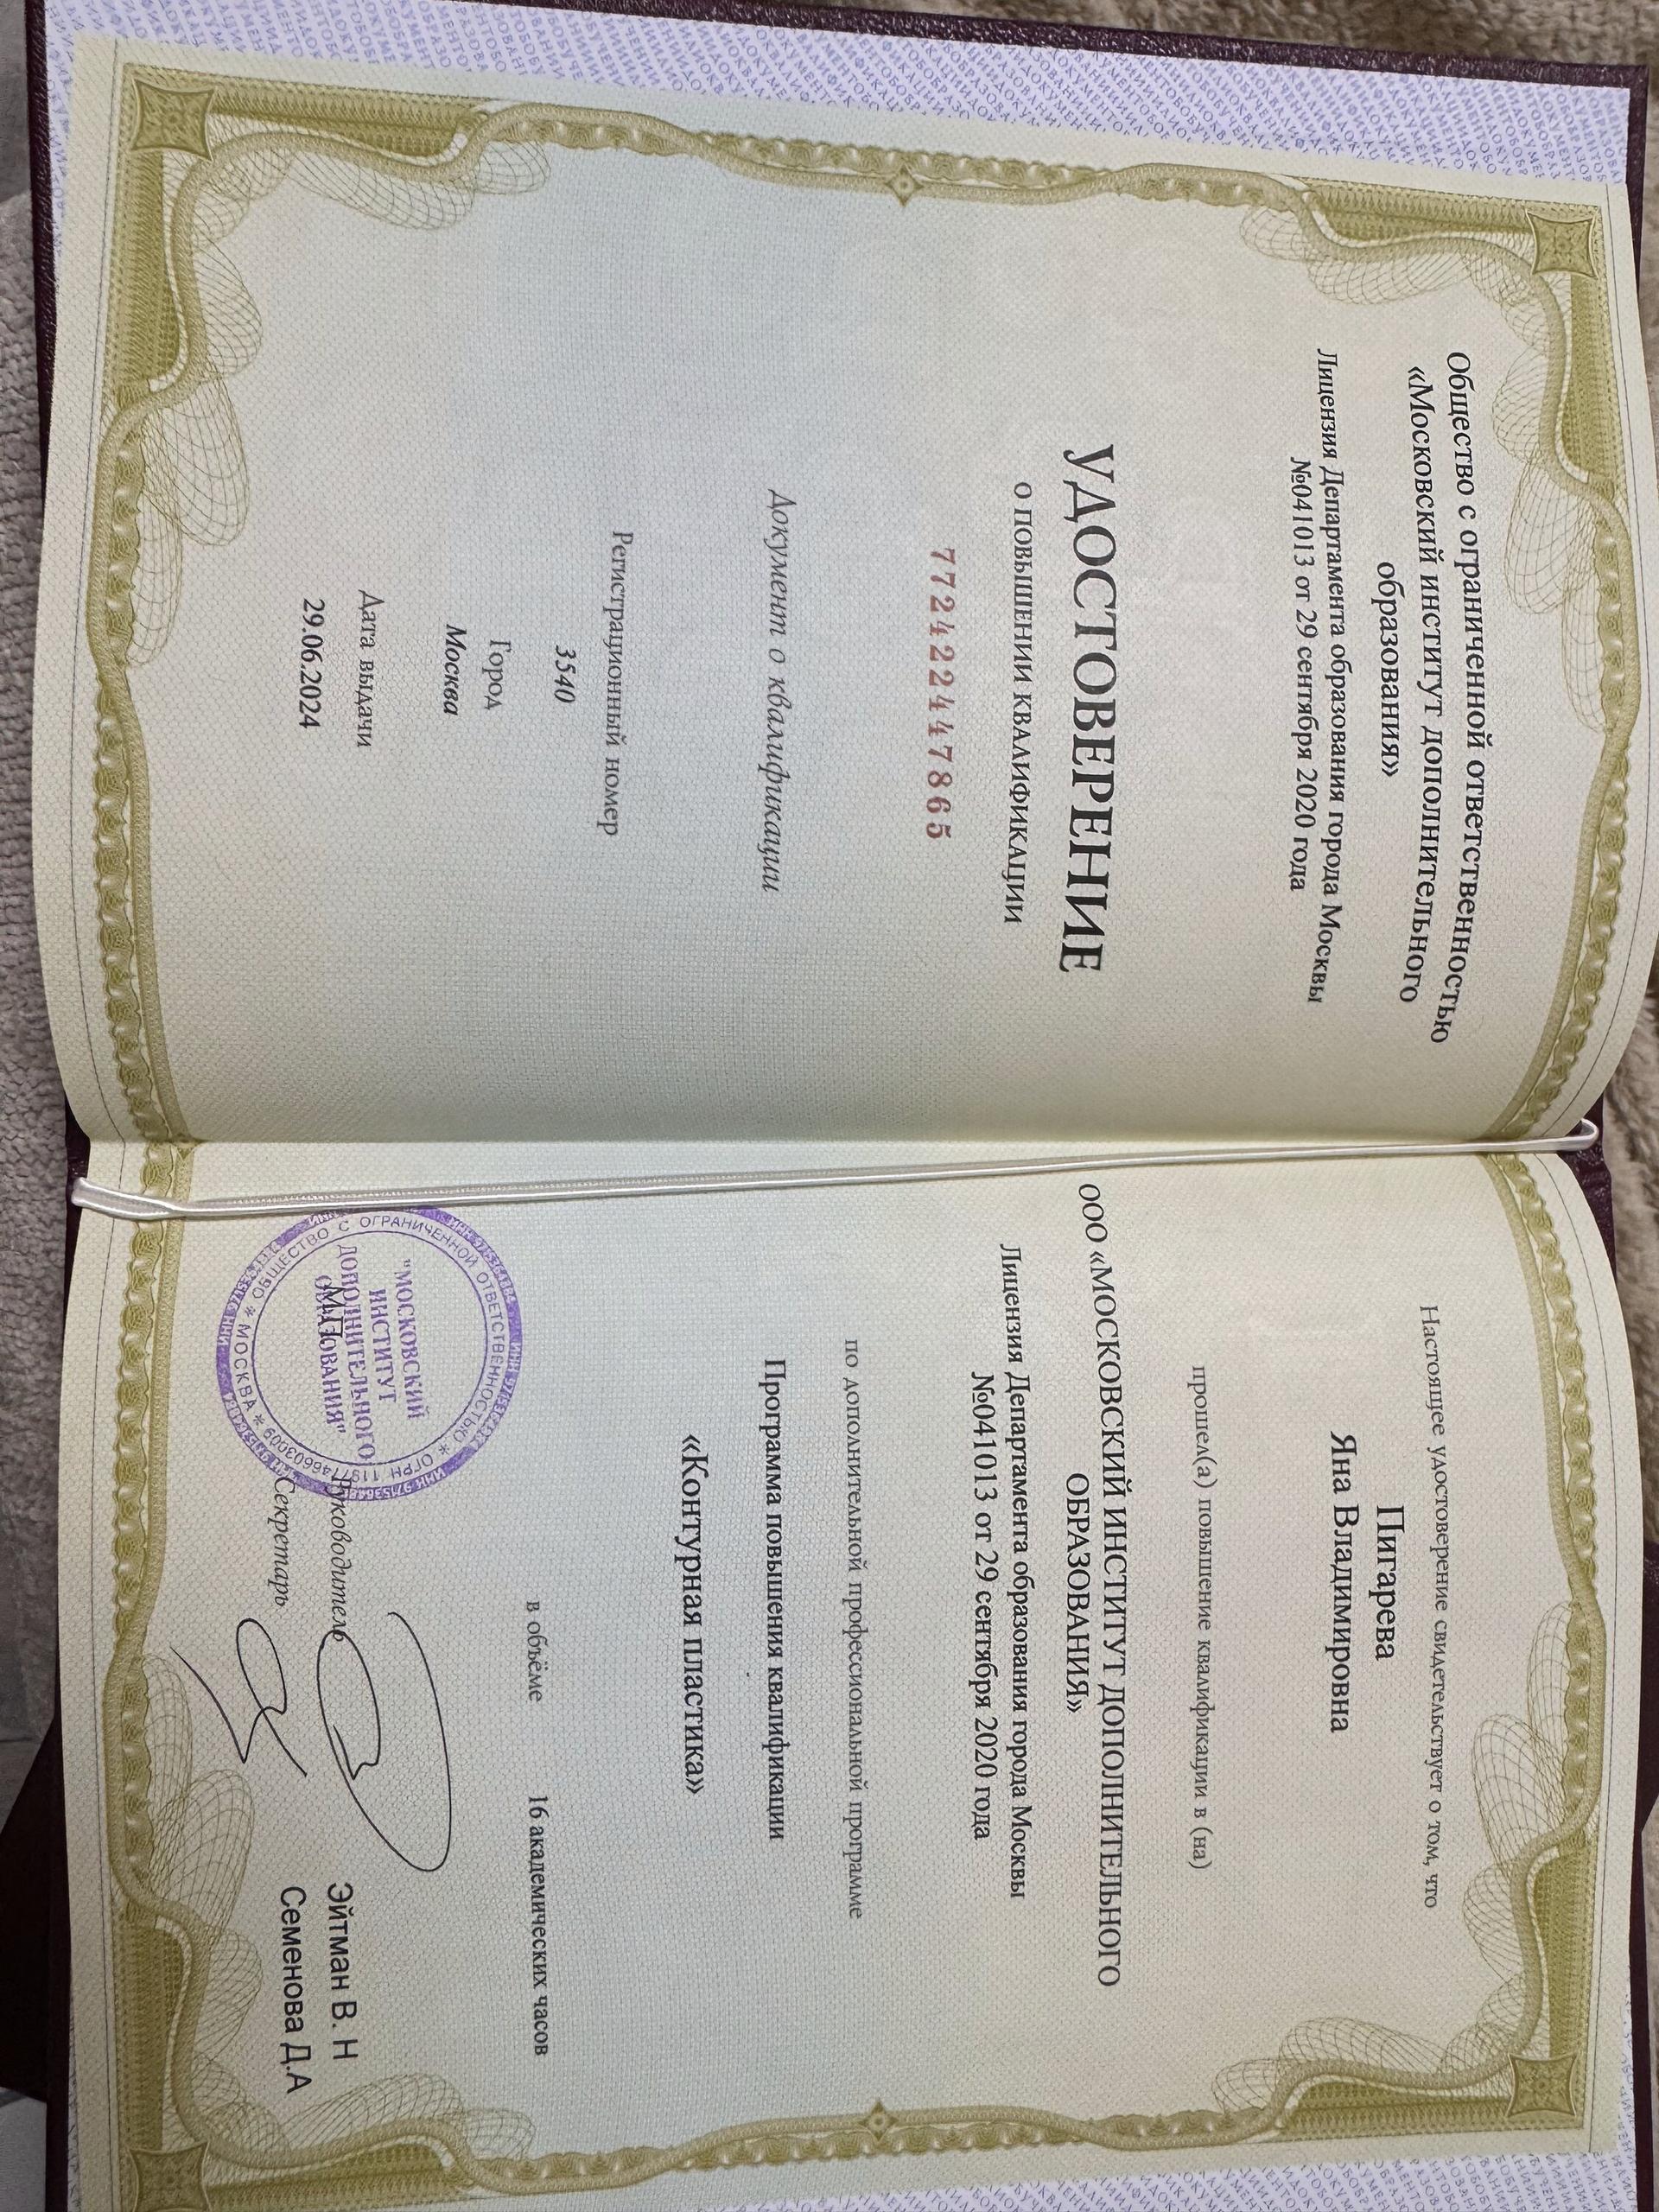 Общество с ограниченной ответственностью
«Московский институт дополнительного
образования»
Лицензия Департамента образования города Москвы
№041013 от 29 сентября 2020 года
УДОСТОВЕРЕНИЕ
О ПОВЫШЕНИИ КВАЛИФИКАЦИИ
772422447865
Документ о квалификации
Регистрационный номер
3540
Город
Москва
Дата выдачи
29.06.2024
Настоящее удостоверение свидетельствует о том, что
Пигарева
Яна Владимировна
прошел(а) повышение квалификации в (на)
ООО «МОСКОВСКИЙ ИНСТИТУТ ДОПОЛНИТЕЛЬНОГО
ОБРАЗОВАНИЯ»
Лицензия Департамента образования города Москвы
№041013 от 29 сентября 2020 года
по дополнительной профессиональной программе
Программа повышения квалификации
«Контурная пластика»
в объёме 16 академических часов
М.П.
Руководитель Эйтман В. Н
Секретарь Семенова Д.А
ОБЩЕСТВО С ОГРАНИЧЕННОЙ ОТВЕТСТВЕННОСТЬЮ
* МОСКВА *
"МОСКОВСКИЙ
ИНСТИТУТ
ДОПОЛНИТЕЛЬНОГО